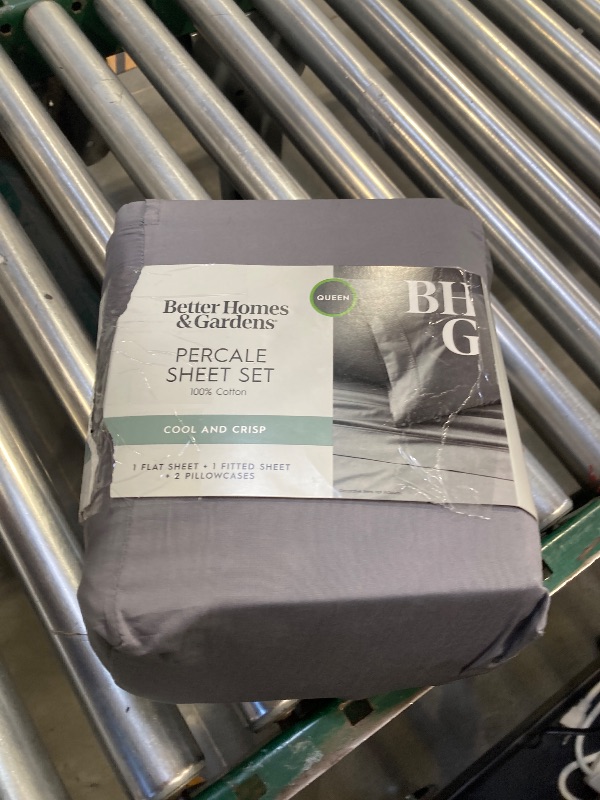 Better Homes
& Gardens®
QUEEN
BH
G
PERCALE
SHEET SET
100% Cotton
COOL AND CRISP
1 FLAT SHEET + 1 FITTED SHEET
+ 2 PILLOWCASES